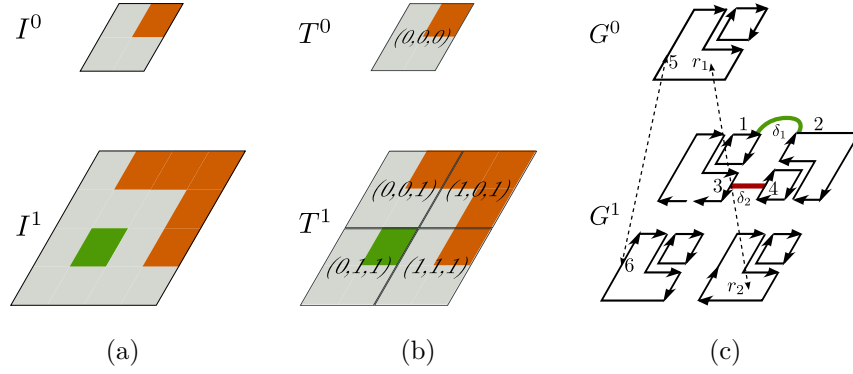 I^0
T^0
(0,0,0)
G^0
5
r_1
1
δ_1
2
3
δ_2
4
I^1
T^1
(0,0,1)
(1,0,1)
(0,1,1)
(1,1,1)
G^1
6
r_2
(a)
(b)
(c)